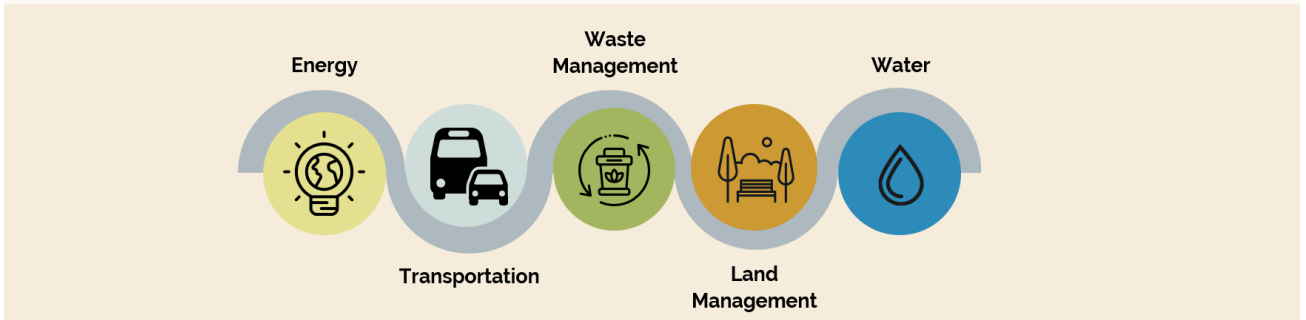 Energy
Transportation
Waste
Management
Land
Management
Water